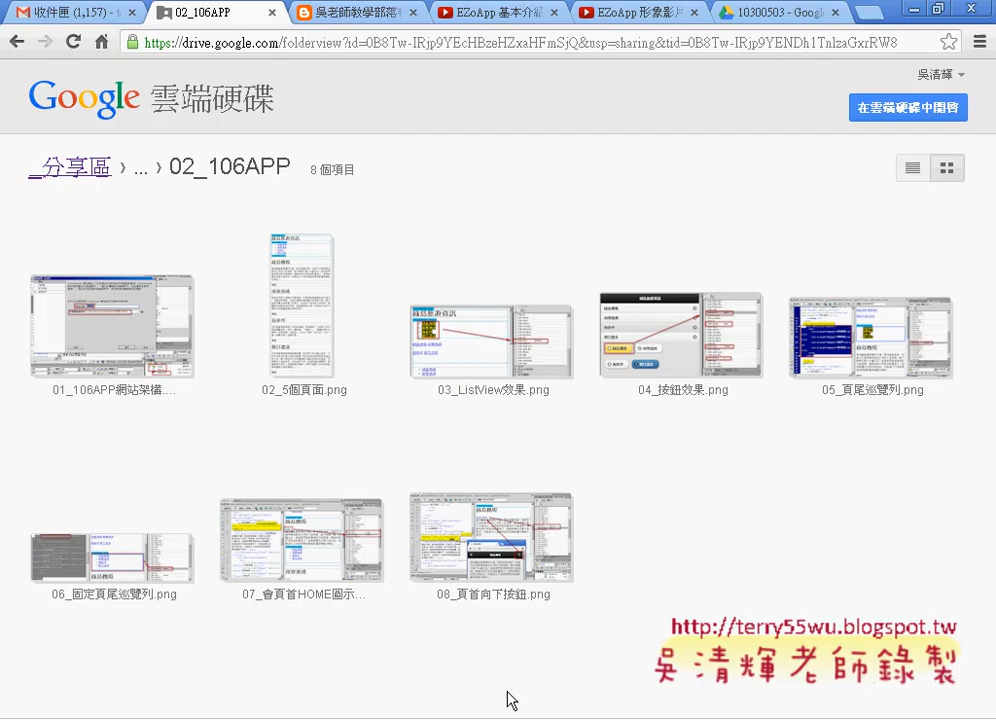 收件匣 (1,157) -
02_106APP
吳老師教學部落
EZoApp 基本介紹
EZoApp 形象影片
10300503 - Googl
https://drive.google.com/folderview?id=0B8Tw-IRjp9YEcHBzeHZxaHFmSjQ&usp=sharing&tid=0B8Tw-IRjp9YENDh1TnlzaGxrRW8
吳清輝
Google 雲端硬碟
在雲端硬碟中開啓
_分享區 › ... › 02_106APP 8 個項目
01_106APP網站架構....
02_5個頁面.png
03_ListView效果.png
04_按鈕效果.png
05_頁尾巡覽列.png
06_固定頁尾巡覽列.png
07_會頁首HOME圖示...
08_頁首向下按鈕.png
http://terry55wu.blogspot.tw
吳清輝老師錄製